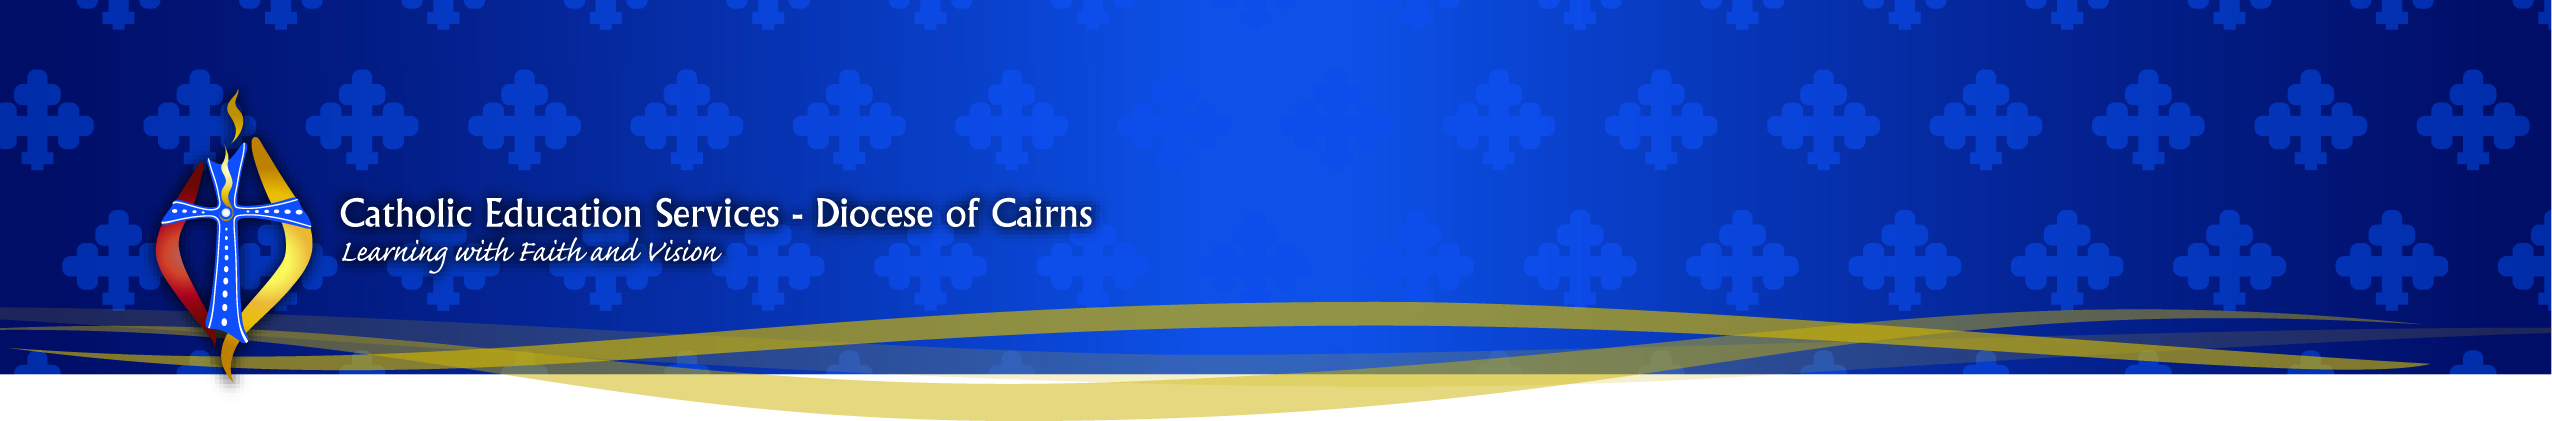 Catholic Education Services - Diocese of Cairns
Learning with Faith and Vision